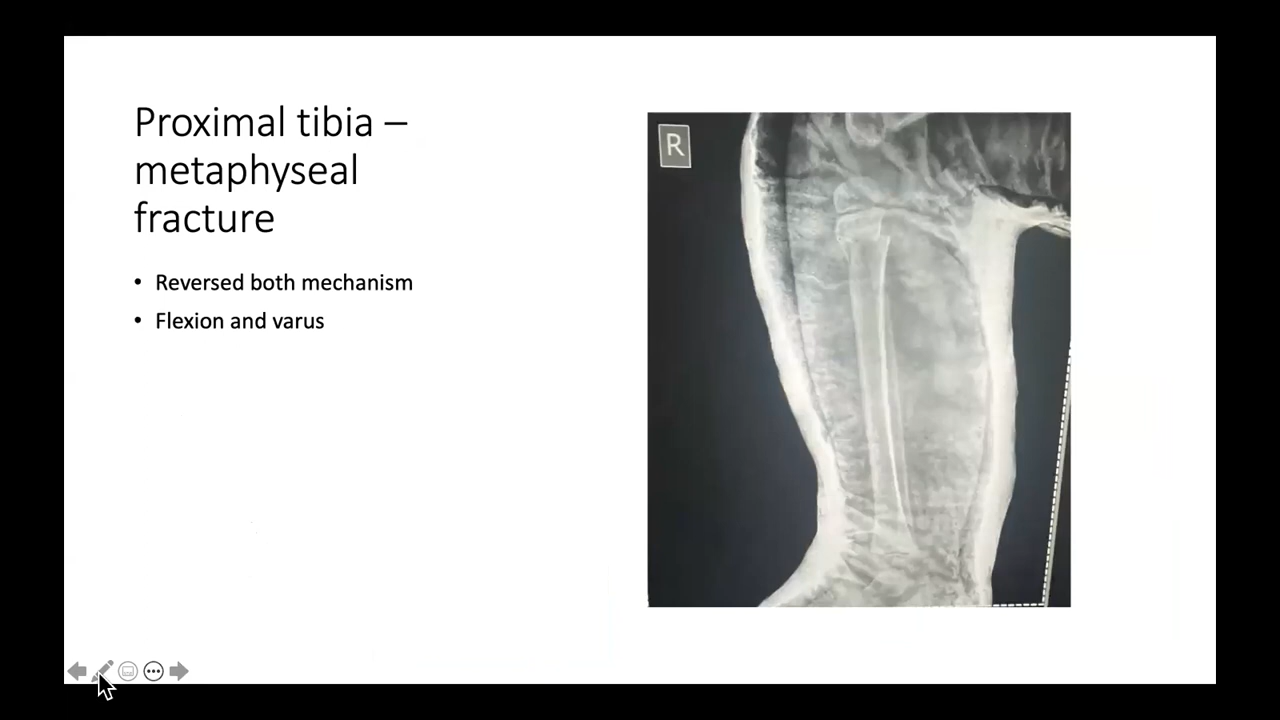 Proximal tibia –
metaphyseal
fracture
• Reversed both mechanism
• Flexion and varus
R